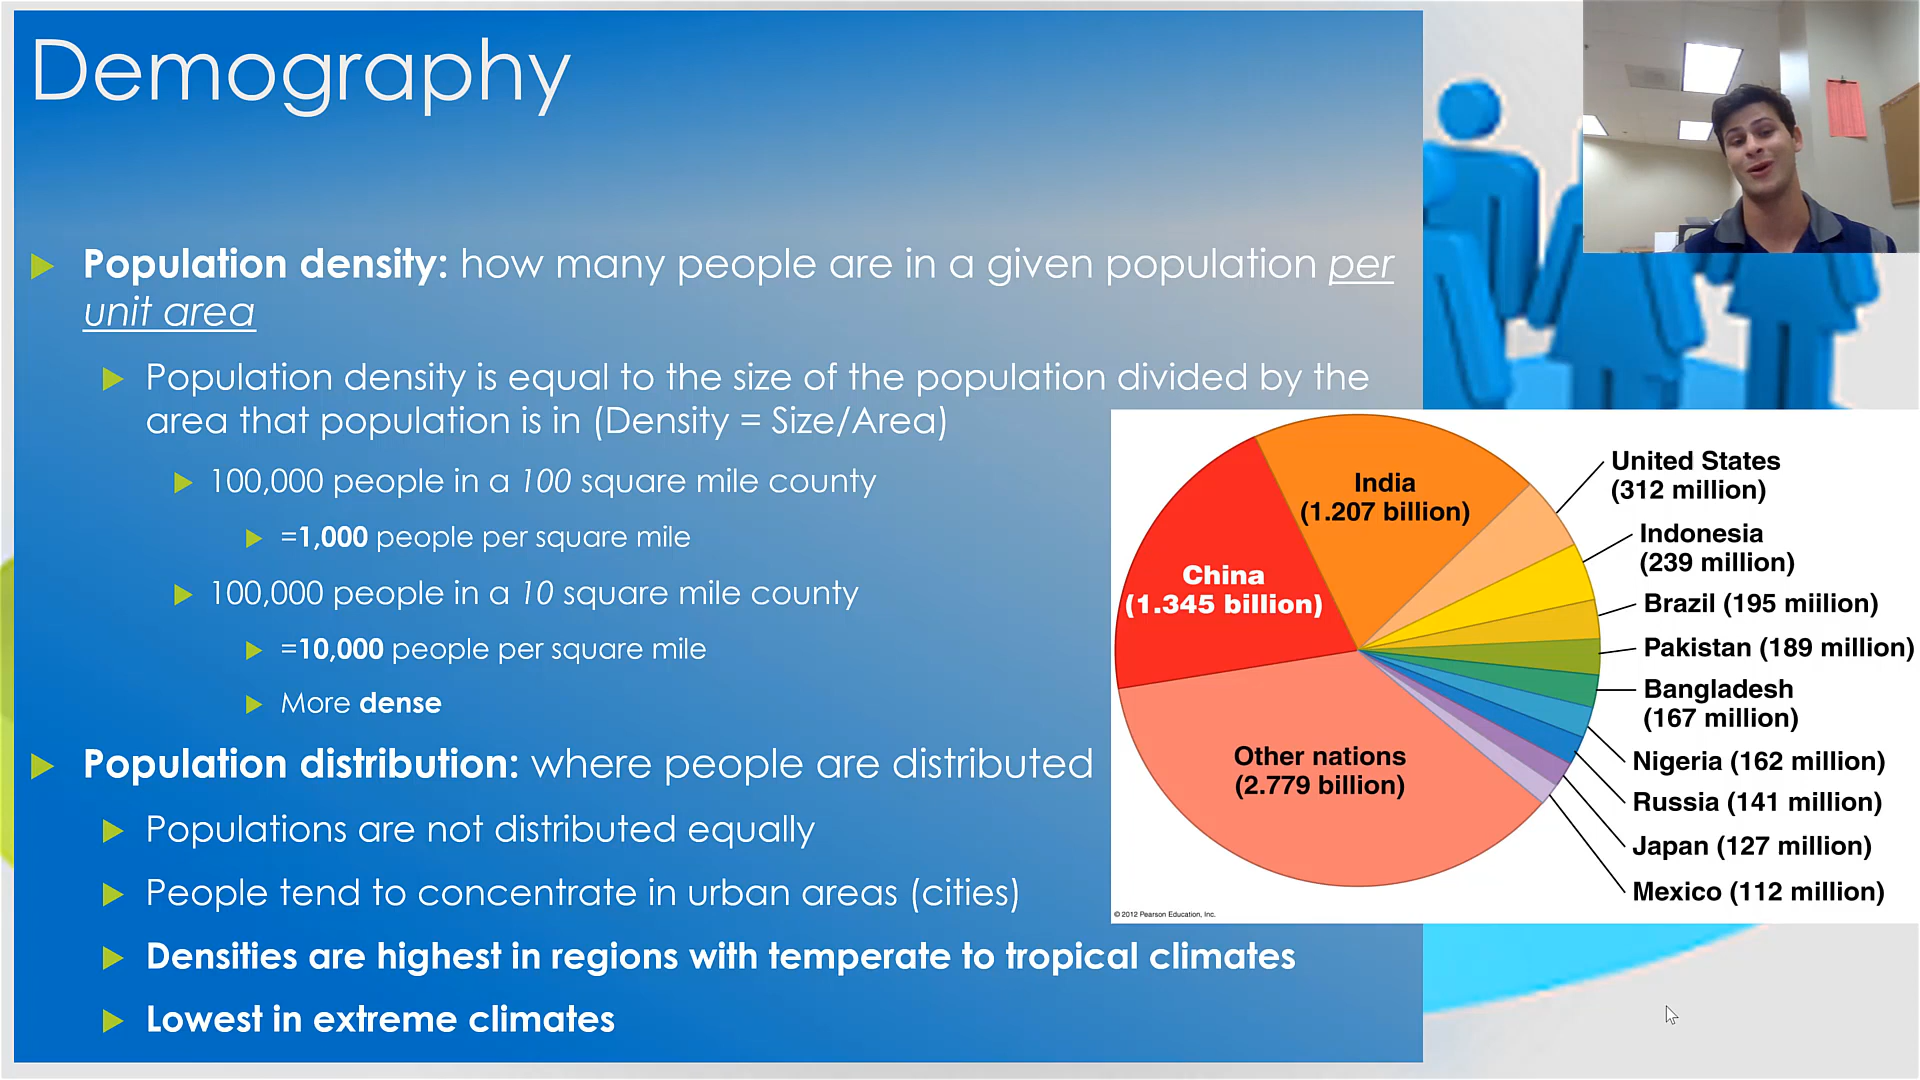 Demography
Population density: how many people are in a given population per
unit area
Population density is equal to the size of the population divided by the
area that population is in (Density = Size/Area)
100,000 people in a 100 square mile county
=1,000 people per square mile
100,000 people in a 10 square mile county
=10,000 people per square mile
More dense
Population distribution: where people are distributed
Populations are not distributed equally
People tend to concentrate in urban areas (cities)
Densities are highest in regions with temperate to tropical climates
Lowest in extreme climates
India
(1.207 billion)
China
(1.345 billion)
Other nations
(2.779 billion)
United States
(312 million)
Indonesia
(239 million)
Brazil (195 miilion)
Pakistan (189 million)
Bangladesh
(167 million)
Nigeria (162 million)
Russia (141 million)
Japan (127 million)
Mexico (112 million)
© 2012 Pearson Education, Inc.